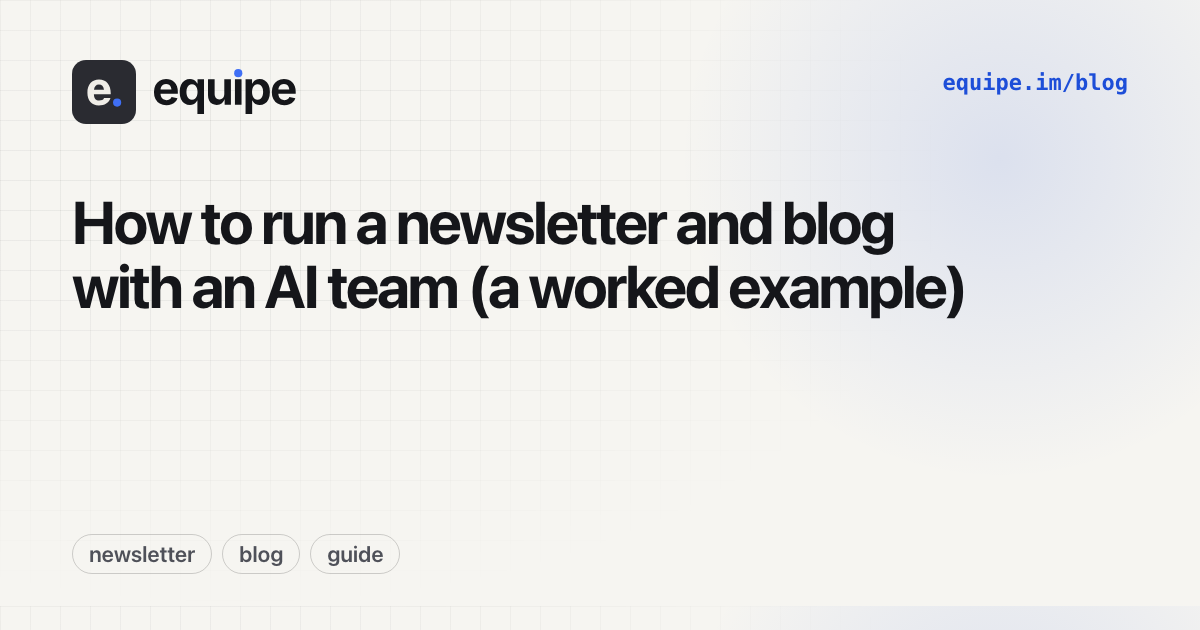 e. equipe
equipe.im/blog
How to run a newsletter and blog
with an AI team (a worked example)
newsletter blog guide